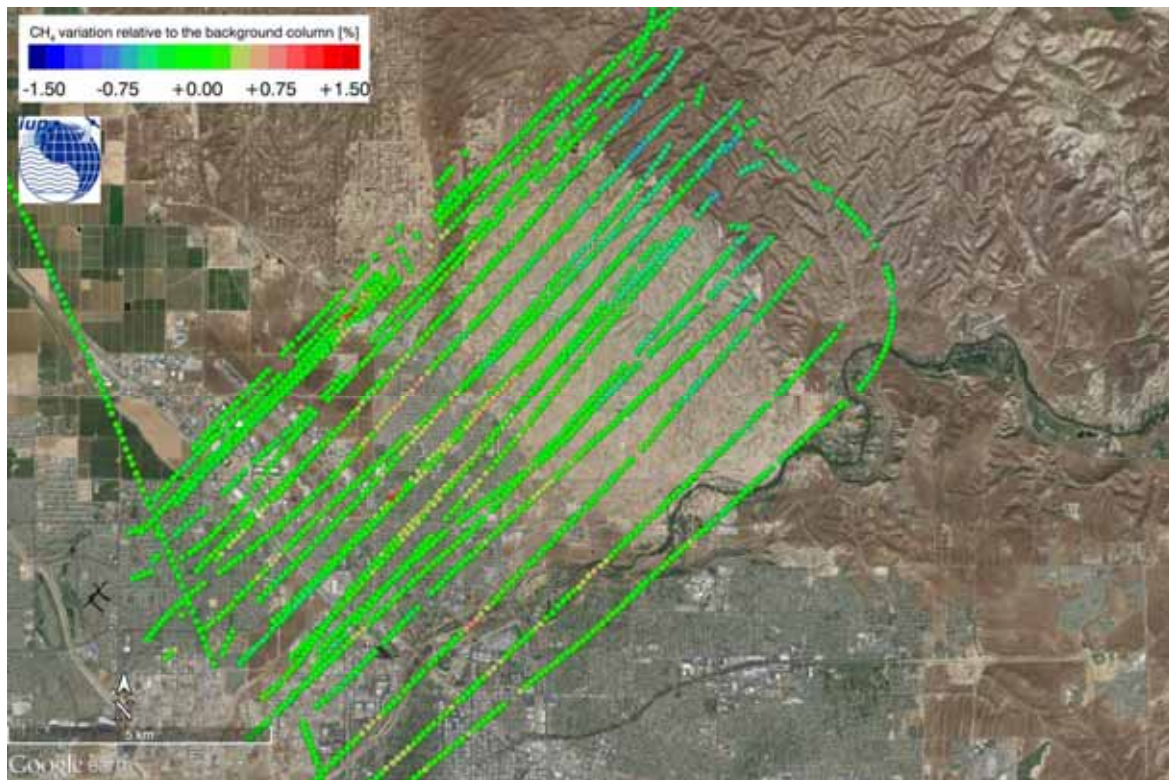 CH₄ variation relative to the background column [%]
-1.50 -0.75 +0.00 +0.75 +1.50
iup
N
5 km
Google earth